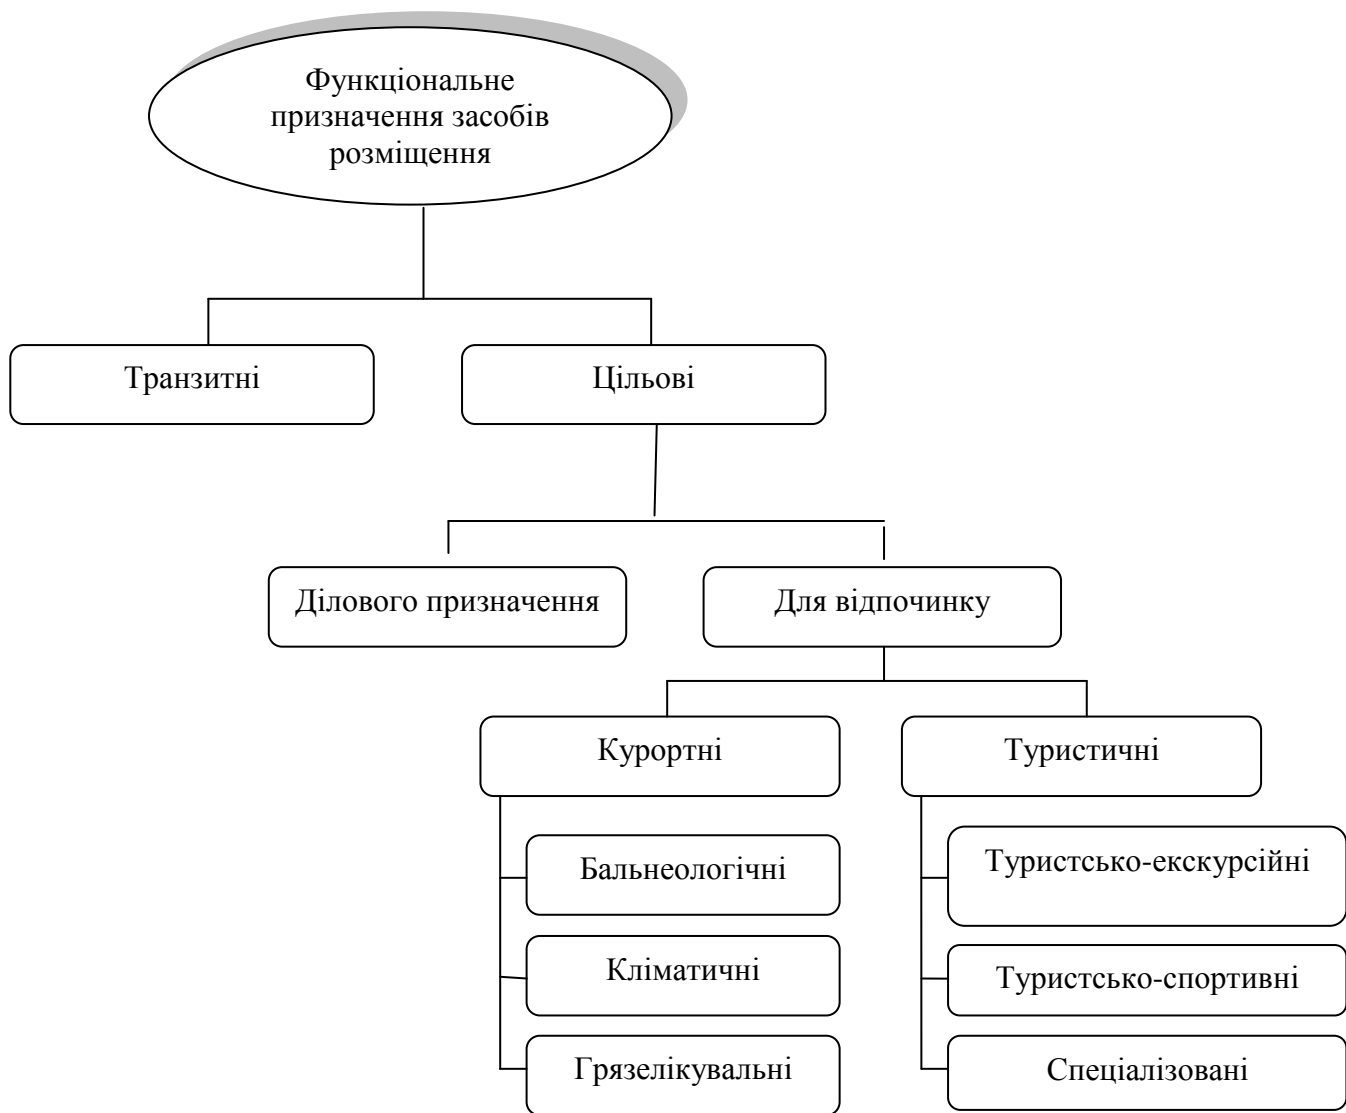 Функціональне
призначення засобів
розміщення
Транзитні
Цільові
Ділового призначення
Для відпочинку
Курортні
Туристичні
Бальнеологічні
Туристсько-екскурсійні
Кліматичні
Туристсько-спортивні
Грязелікувальні
Спеціалізовані